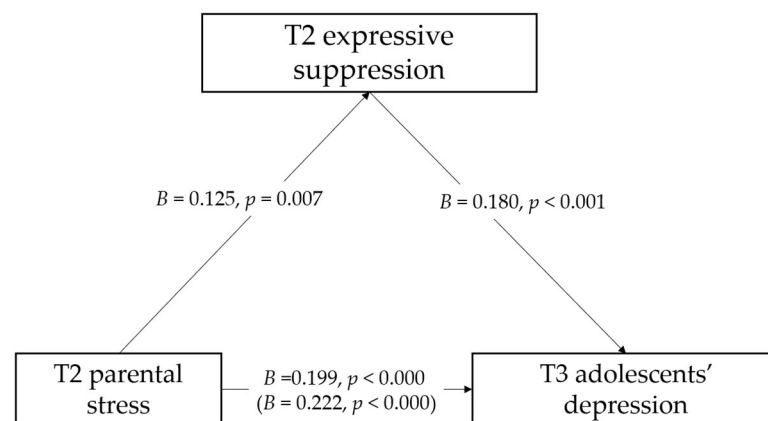 T2 expressive
suppression
B = 0.125, p = 0.007
B = 0.180, p < 0.001
T2 parental
stress
B =0.199, p < 0.000
(B = 0.222, p < 0.000)
T3 adolescents’
depression